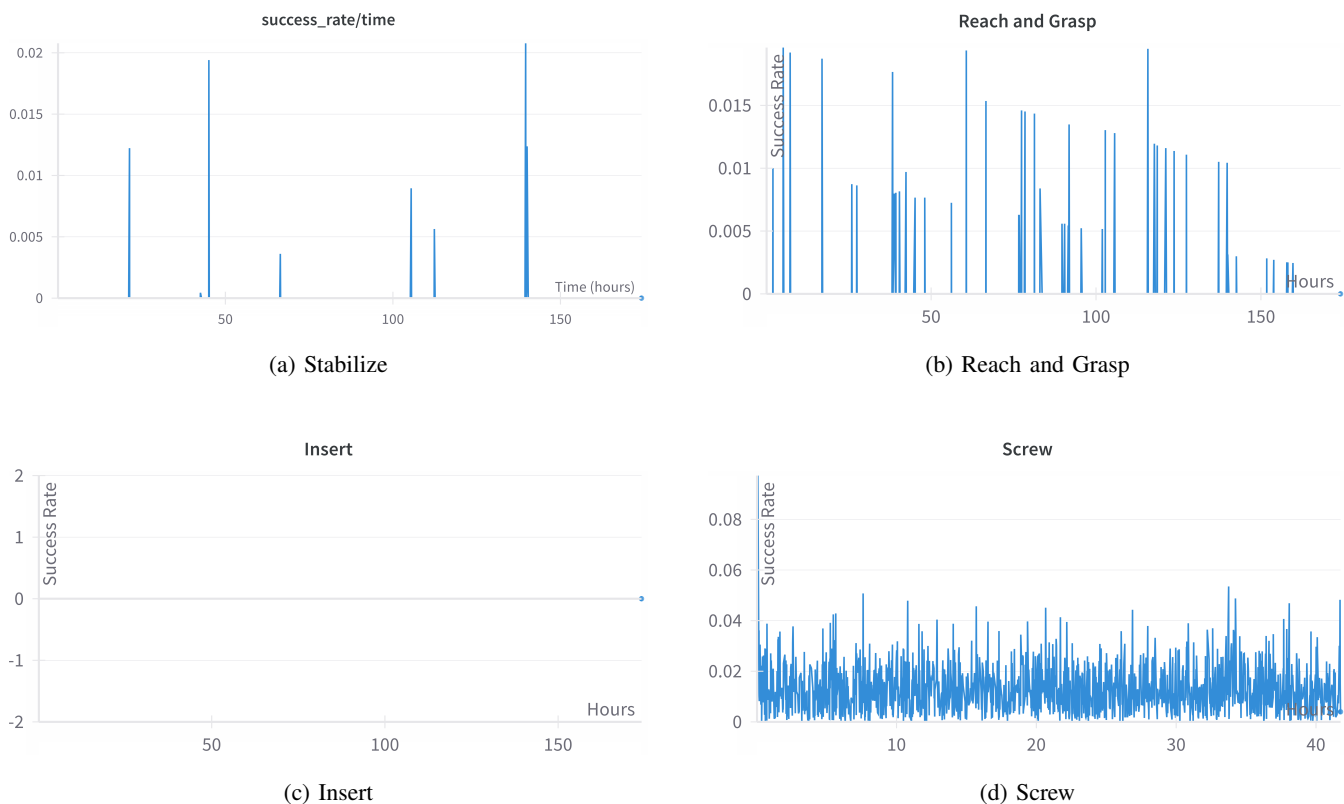 success_rate/time
0.02
0.015
0.01
0.005
0
Time (hours)
50
100
150
(a) Stabilize
Reach and Grasp
Success Rate
0.015
0.01
0.005
0
Hours
50
100
150
(b) Reach and Grasp
Insert
Success Rate
2
1
0
-1
-2
Hours
50
100
150
(c) Insert
Screw
Success Rate
0.08
0.06
0.04
0.02
0
Hours
10
20
30
40
(d) Screw